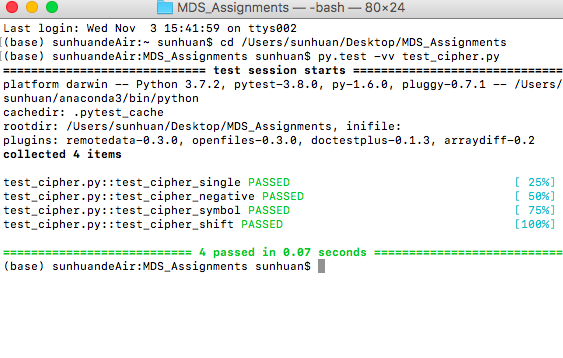 MDS_Assignments — -bash — 80×24
Last login: Wed Nov  3 15:41:59 on ttys002
[(base) sunhuandeAir:~ sunhuan$ cd /Users/sunhuan/Desktop/MDS_Assignments
[(base) sunhuandeAir:MDS_Assignments sunhuan$ py.test -vv test_cipher.py
============================= test session starts ==============================
platform darwin -- Python 3.7.2, pytest-3.8.0, py-1.6.0, pluggy-0.7.1 -- /Users/
sunhuan/anaconda3/bin/python
cachedir: .pytest_cache
rootdir: /Users/sunhuan/Desktop/MDS_Assignments, inifile:
plugins: remotedata-0.3.0, openfiles-0.3.0, doctestplus-0.1.3, arraydiff-0.2
collected 4 items
test_cipher.py::test_cipher_single PASSED [ 25%]
test_cipher.py::test_cipher_negative PASSED [ 50%]
test_cipher.py::test_cipher_symbol PASSED [ 75%]
test_cipher.py::test_cipher_shift PASSED [100%]
=========================== 4 passed in 0.07 seconds ===========================
(base) sunhuandeAir:MDS_Assignments sunhuan$